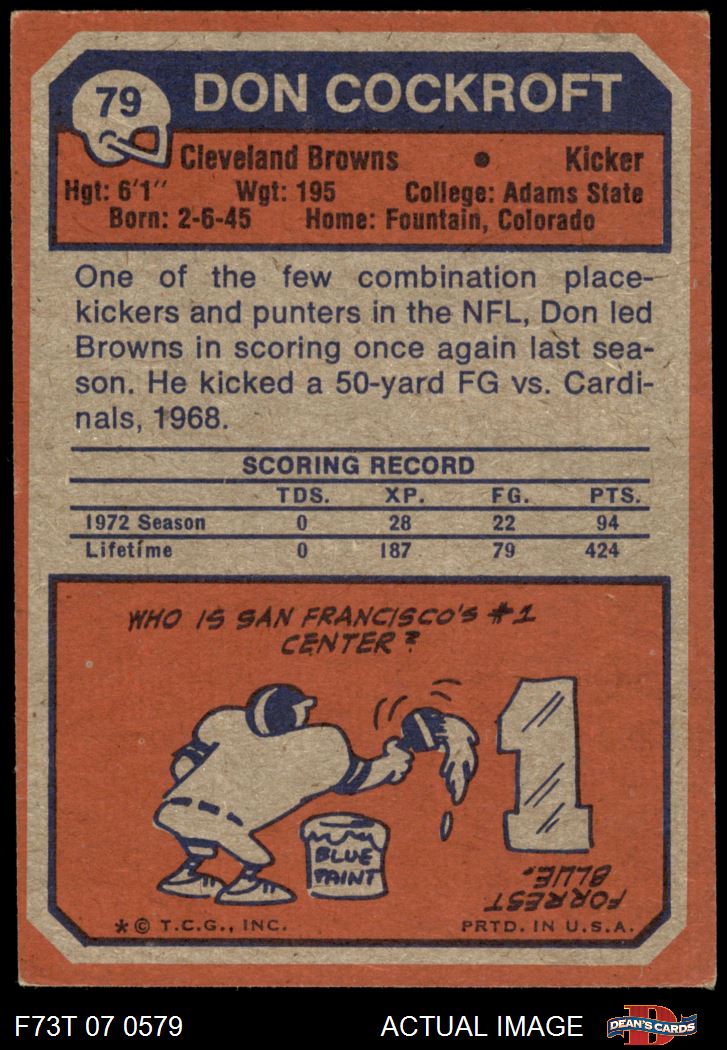 79
DON COCKROFT
Cleveland Browns • Kicker
Hgt: 6'1" Wgt: 195 College: Adams State
Born: 2-6-45 Home: Fountain, Colorado
One of the few combination place-
kickers and punters in the NFL, Don led
Browns in scoring once again last sea-
son. He kicked a 50-yard FG vs. Cardi-
nals, 1968.
SCORING RECORD
TDS. XP. FG. PTS.
1972 Season 0 28 22 94
Lifetime 0 187 79 424
WHO IS SAN FRANCISCO'S #1
CENTER?
1
BLUE
PAINT
FORREST
BLUE.
* © T.C.G., INC. PRTD. IN U.S.A.
F73T 07 0579 ACTUAL IMAGE D DEAN'S CARDS